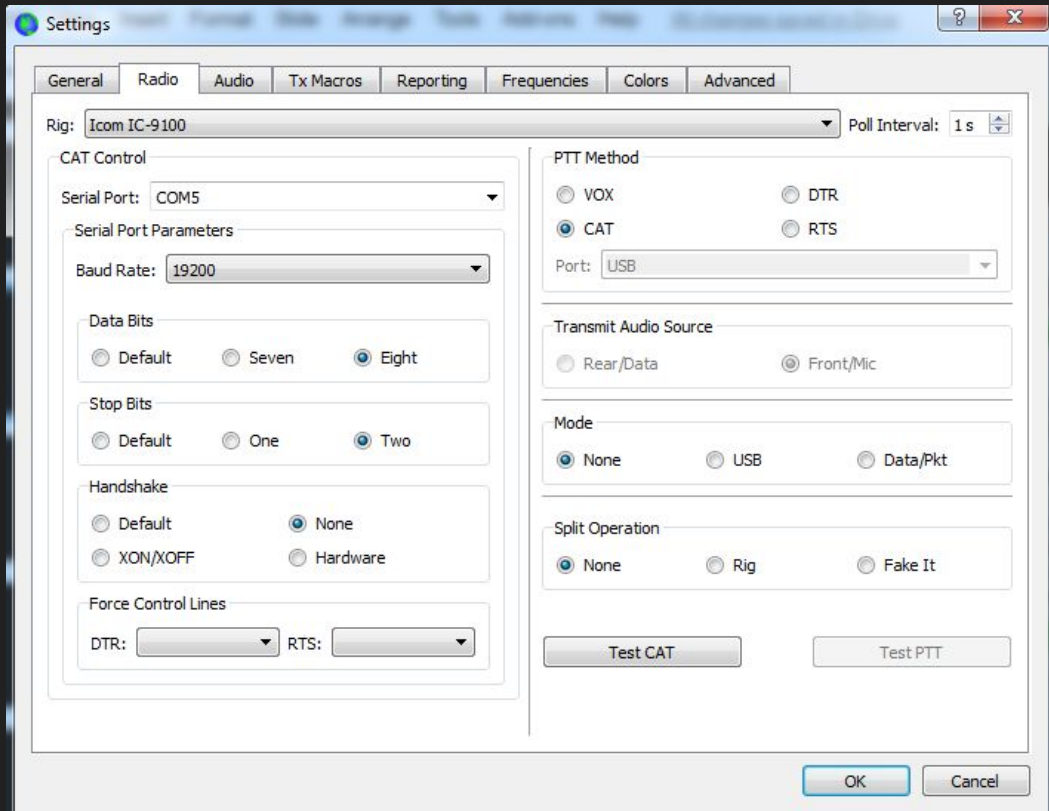 Settings
General Radio Audio Tx Macros Reporting Frequencies Colors Advanced
Rig: Icom IC-9100 Poll Interval: 1 s
CAT Control
Serial Port: COM5
Serial Port Parameters
Baud Rate: 19200
Data Bits
Default Seven Eight
Stop Bits
Default One Two
Handshake
Default None
XON/XOFF Hardware
Force Control Lines
DTR: RTS:
PTT Method
VOX DTR
CAT RTS
Port: USB
Transmit Audio Source
Rear/Data Front/Mic
Mode
None USB Data/Pkt
Split Operation
None Rig Fake It
Test CAT Test PTT
OK Cancel